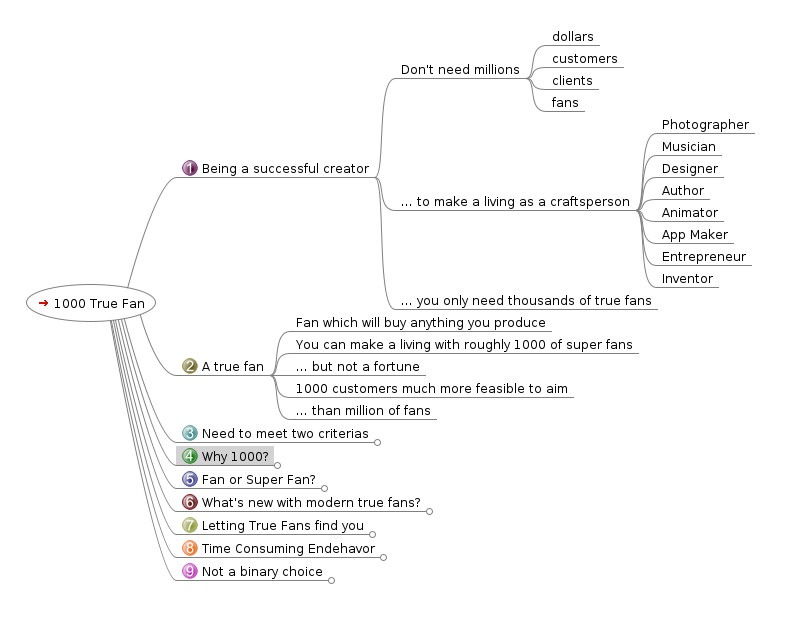 1000 True Fan
1 Being a successful creator
Don't need millions
dollars
customers
clients
fans
... to make a living as a craftsperson
Photographer
Musician
Designer
Author
Animator
App Maker
Entrepreneur
Inventor
... you only need thousands of true fans
2 A true fan
Fan which will buy anything you produce
You can make a living with roughly 1000 of super fans
... but not a fortune
1000 customers much more feasible to aim
... than million of fans
3 Need to meet two criterias
4 Why 1000?
5 Fan or Super Fan?
6 What's new with modern true fans?
7 Letting True Fans find you
8 Time Consuming Endehavor
9 Not a binary choice